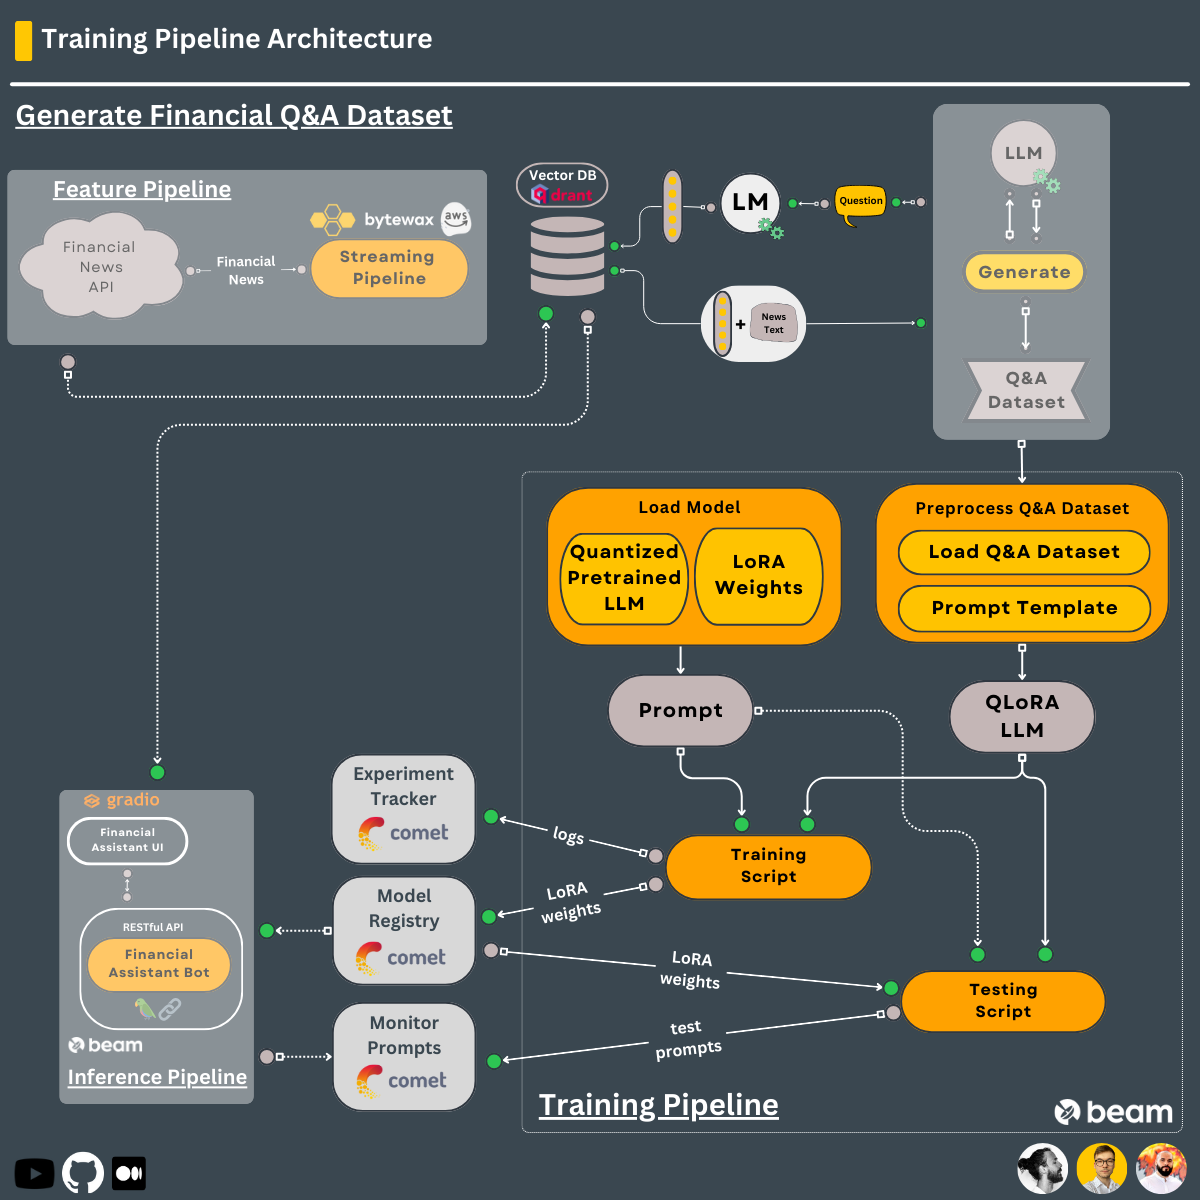 Training Pipeline Architecture
Generate Financial Q&A Dataset
Feature Pipeline
Financial
News
API
Financial
News
bytewax
aws
Streaming
Pipeline
Vector DB
qdrant
LM
Question
+
News
Text
LLM
Generate
Q&A
Dataset
Load Model
Quantized
Pretrained
LLM
LoRA
Weights
Preprocess Q&A Dataset
Load Q&A Dataset
Prompt Template
Prompt
QLoRA
LLM
Training
Script
Testing
Script
Experiment
Tracker
comet
logs
Model
Registry
comet
LoRA
weights
LoRA
weights
Monitor
Prompts
comet
test
prompts
gradio
Financial
Assistant UI
RESTful API
Financial
Assistant Bot
beam
Inference Pipeline
Training Pipeline
beam